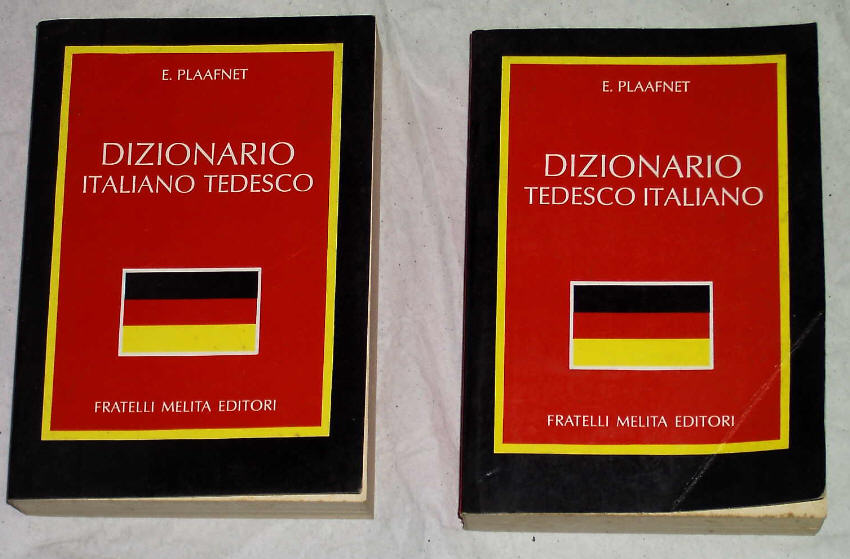 E. PLAAFNET
DIZIONARIO
ITALIANO TEDESCO
FRATELLI MELITA EDITORI
E. PLAAFNET
DIZIONARIO
TEDESCO ITALIANO
FRATELLI MELITA EDITORI